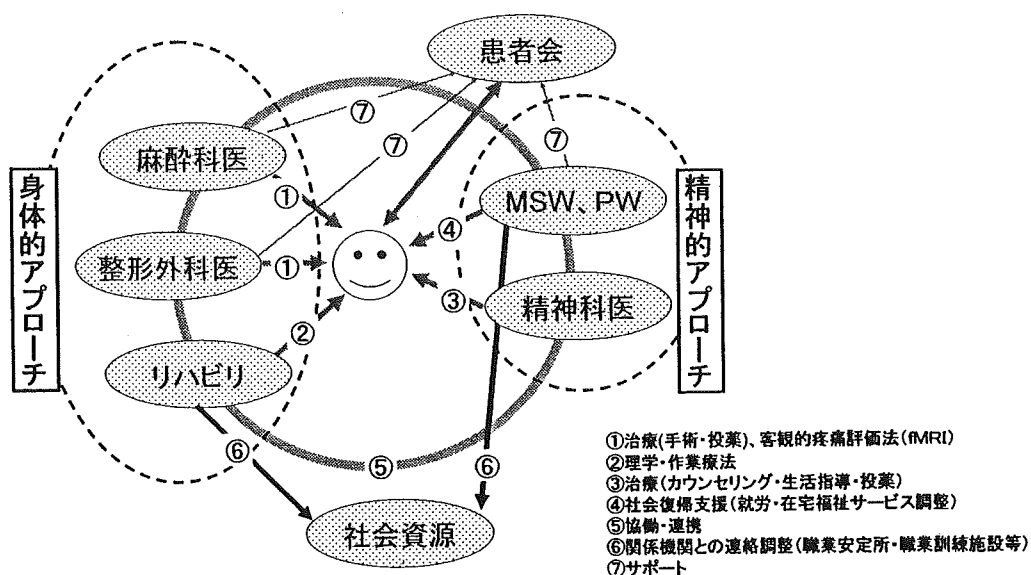 患者会
⑦
麻酔科医
⑦
⑦
身体的アプローチ
①
MSW、PW
④
精神的アプローチ
整形外科医
①
③
精神科医
②
リハビリ
⑥
⑤
⑥
社会資源
①治療(手術・投薬)、客観的疼痛評価法(fMRI)
②理学・作業療法
③治療(カウンセリング・生活指導・投薬)
④社会復帰支援(就労・在宅福祉サービス調整)
⑤協働・連携
⑥関係機関との連絡調整(職業安定所・職業訓練施設等)
⑦サポート